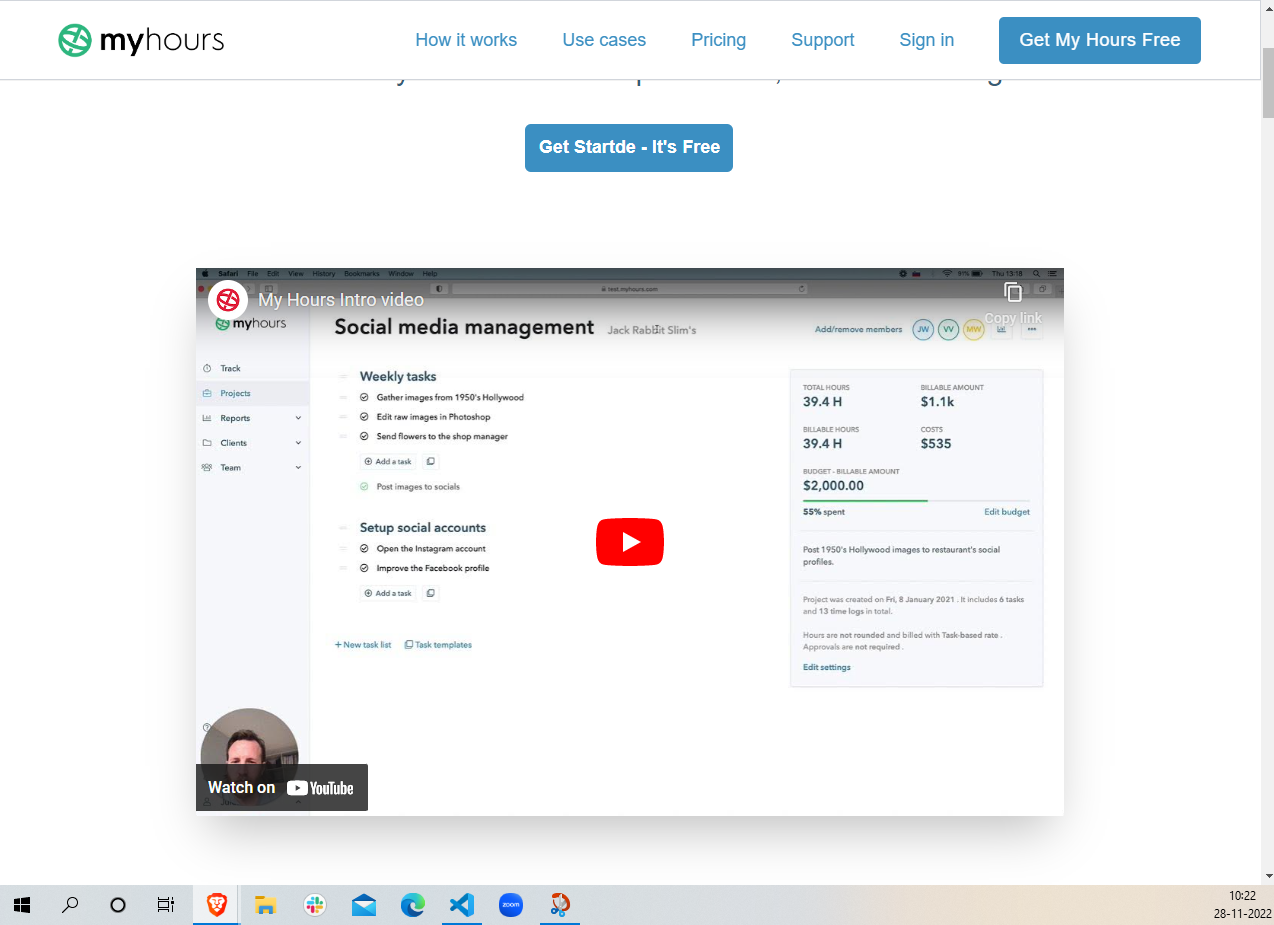 myhours
How it works
Use cases
Pricing
Support
Sign in
Get My Hours Free
Get Startde - It's Free
Safari File Edit View History Bookmarks Window Help
91%
Thu 13:18
test.myhours.com
My Hours Intro video
Copy link
myhours
Social media management
Jack Rabbit Slim's
Add/remove members
JW
VV
MW
Track
Projects
Reports
Clients
Team
Weekly tasks
Gather images from 1950's Hollywood
Edit raw images in Photoshop
Send flowers to the shop manager
Add a task
Post images to socials
Setup social accounts
Open the Instagram account
Improve the Facebook profile
Add a task
+ New task list
Task templates
TOTAL HOURS
39.4 H
BILLABLE AMOUNT
$1.1k
BILLABLE HOURS
39.4 H
COSTS
$535
BUDGET - BILLABLE AMOUNT
$2,000.00
55% spent
Edit budget
Post 1950's Hollywood images to restaurant's social
profiles.
Project was created on Fri, 8 January 2021 . It includes 6 tasks
and 13 time logs in total.
Hours are not rounded and billed with Task-based rate .
Approvals are not required .
Edit settings
Watch on YouTube
zoom
10:22
28-11-2022